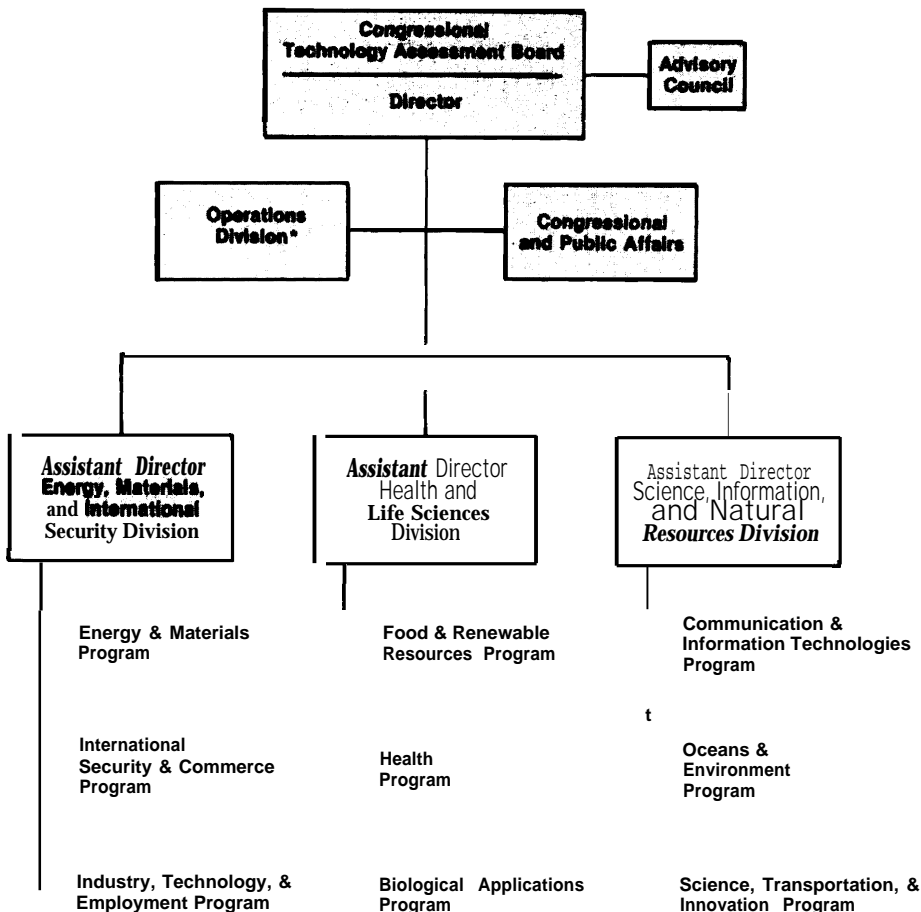 Congressional
Technology Assessment Board
Director
Advisory
Council
Operations
Division*
Congressional
and Public Affairs
Assistant Director
Energy, Materials,
and International
Security Division
Assistant Director
Health and
Life Sciences
Division
Assistant Director
Science, Information,
and Natural
Resources Division
Energy & Materials
Program
Food & Renewable
Resources Program
Communication &
Information Technologies
Program
t
International
Security & Commerce
Program
Health
Program
Oceans &
Environment
Program
Industry, Technology, &
Employment Program
Biological Applications
Program
Science, Transportation, &
Innovation Program